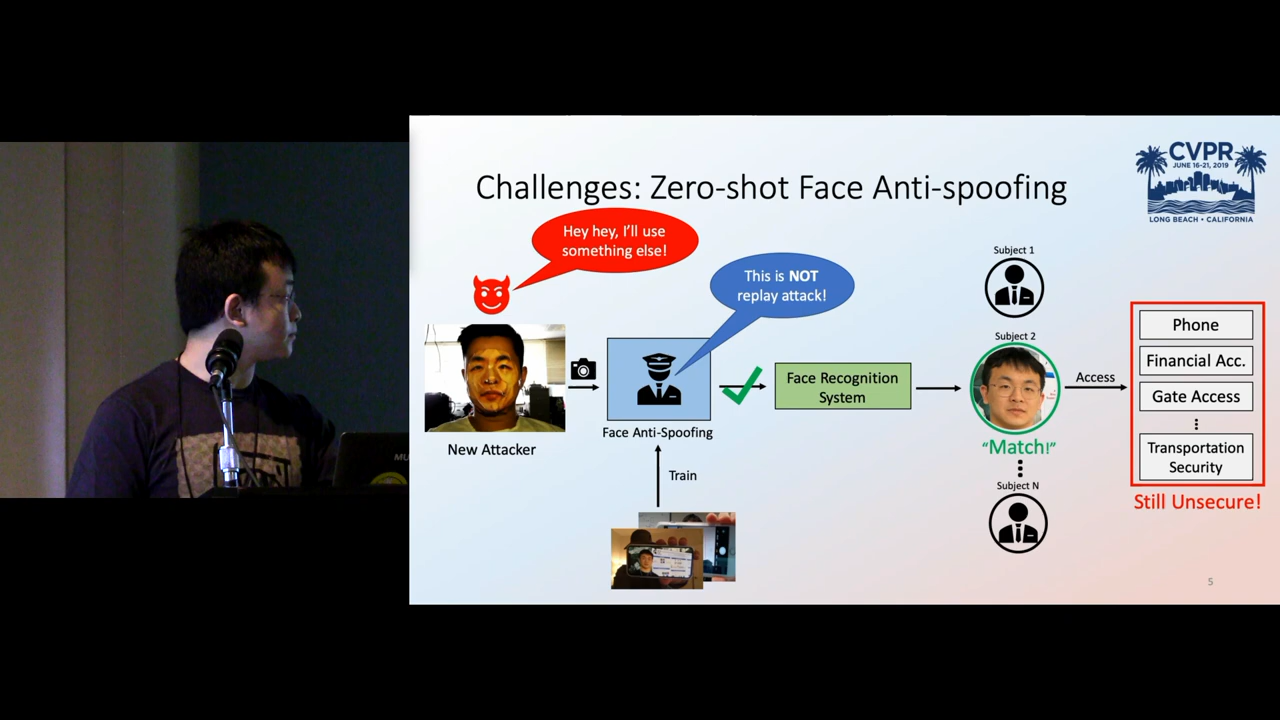 CVPR
JUNE 16-21, 2019
LONG BEACH • CALIFORNIA
Challenges: Zero-shot Face Anti-spoofing
Hey hey, I'll use
something else!
This is NOT
replay attack!
New Attacker
Face Anti-Spoofing
Train
Face Recognition
System
Subject 1
Subject 2
"Match!"
Subject N
Access
Phone
Financial Acc.
Gate Access
Transportation
Security
Still Unsecure!
5